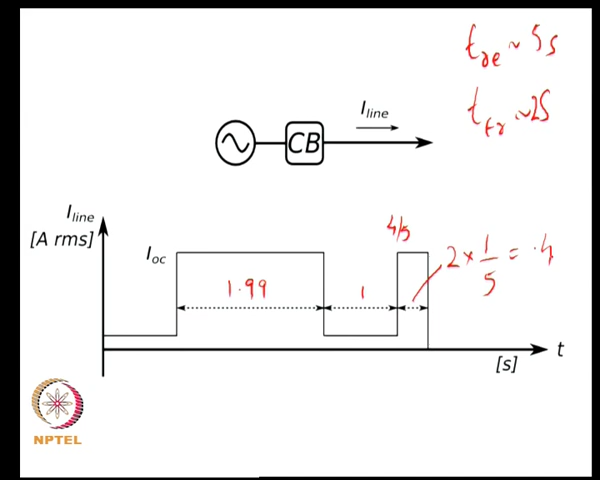 t_re ~ 5s
t_tr ~ 2s
I_line
CB
I_line
[A rms]
I_oc
4/5
1.99
1
2 × 1/5 = .4
t
[s]
NPTEL